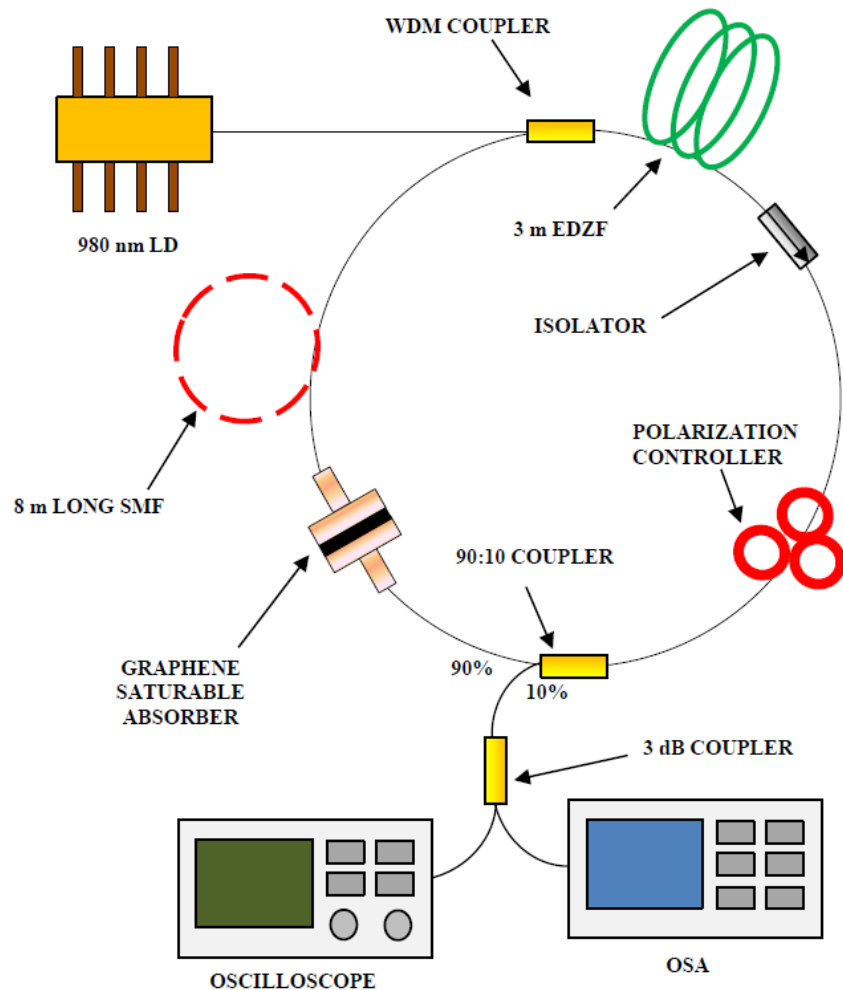 WDM COUPLER
980 nm LD
3 m EDZF
ISOLATOR
POLARIZATION
CONTROLLER
8 m LONG SMF
90:10 COUPLER
GRAPHENE
SATURABLE
ABSORBER
90%
10%
3 dB COUPLER
OSCILLOSCOPE
OSA